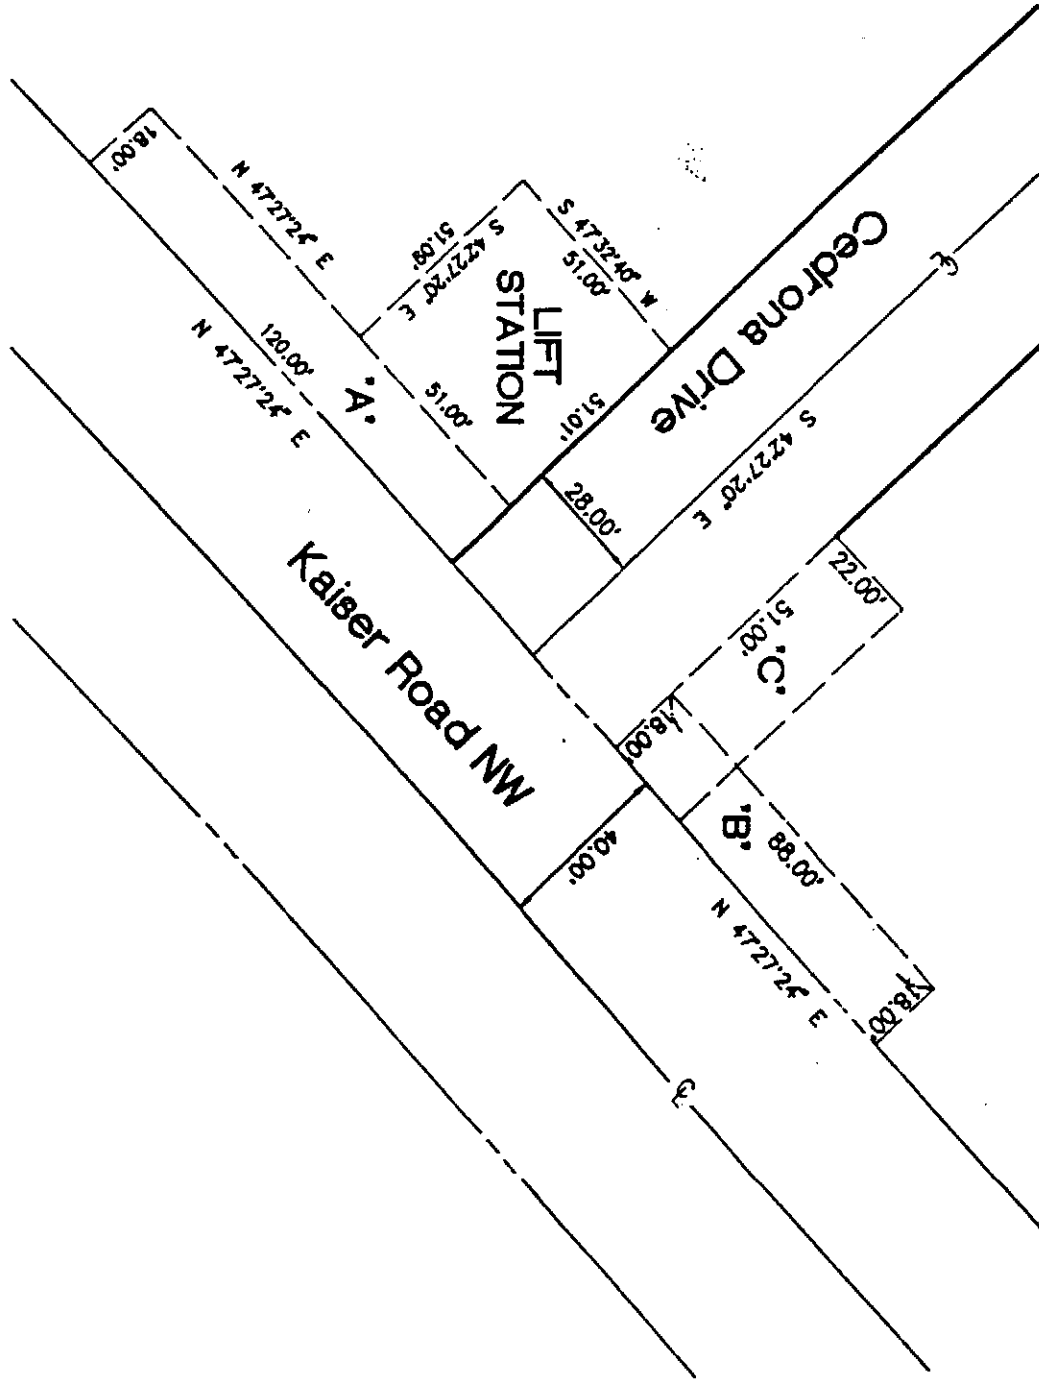 Cedrona Drive
℄
S 47°32'40" W
51.00'
S 42°27'20" E
51.09'
LIFT
STATION
51.01'
51.00'
18.00'
N 47°27'24" E
120.00'
N 47°27'24" E
"A"
28.00'
S 42°27'20" E
22.00'
51.00'
"C"
18.00'
"B"
88.00'
N 47°27'24" E
18.00'
Kaiser Road NW
40.00'
℄